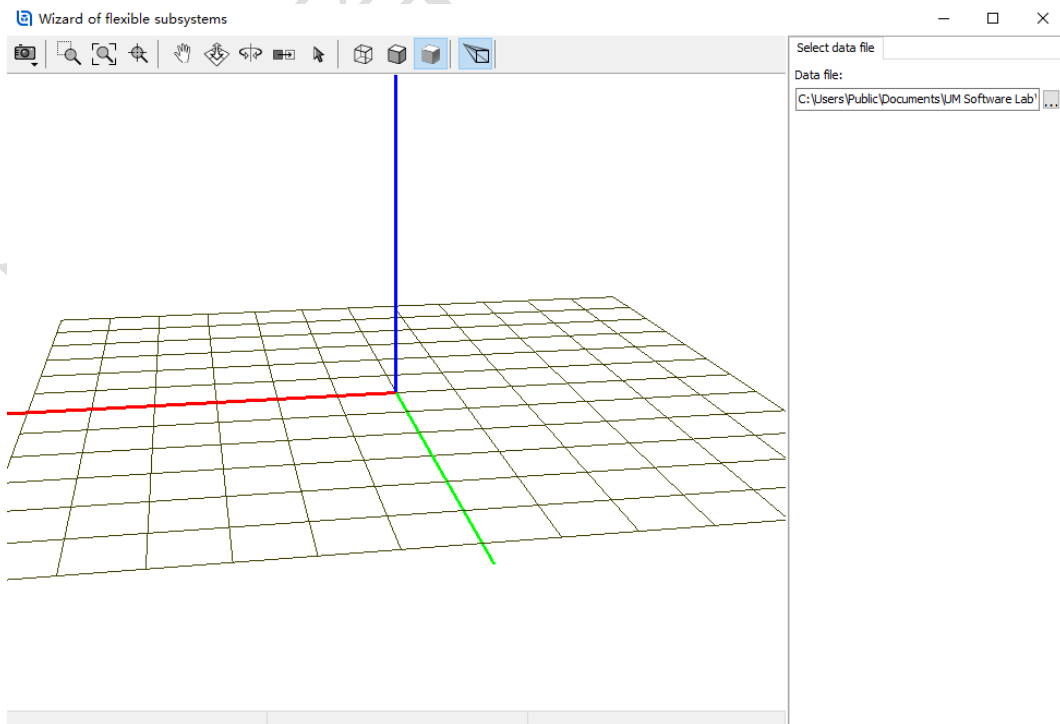 Wizard of flexible subsystems
Select data file
Data file:
C:\Users\Public\Documents\UM Software Lab\
...